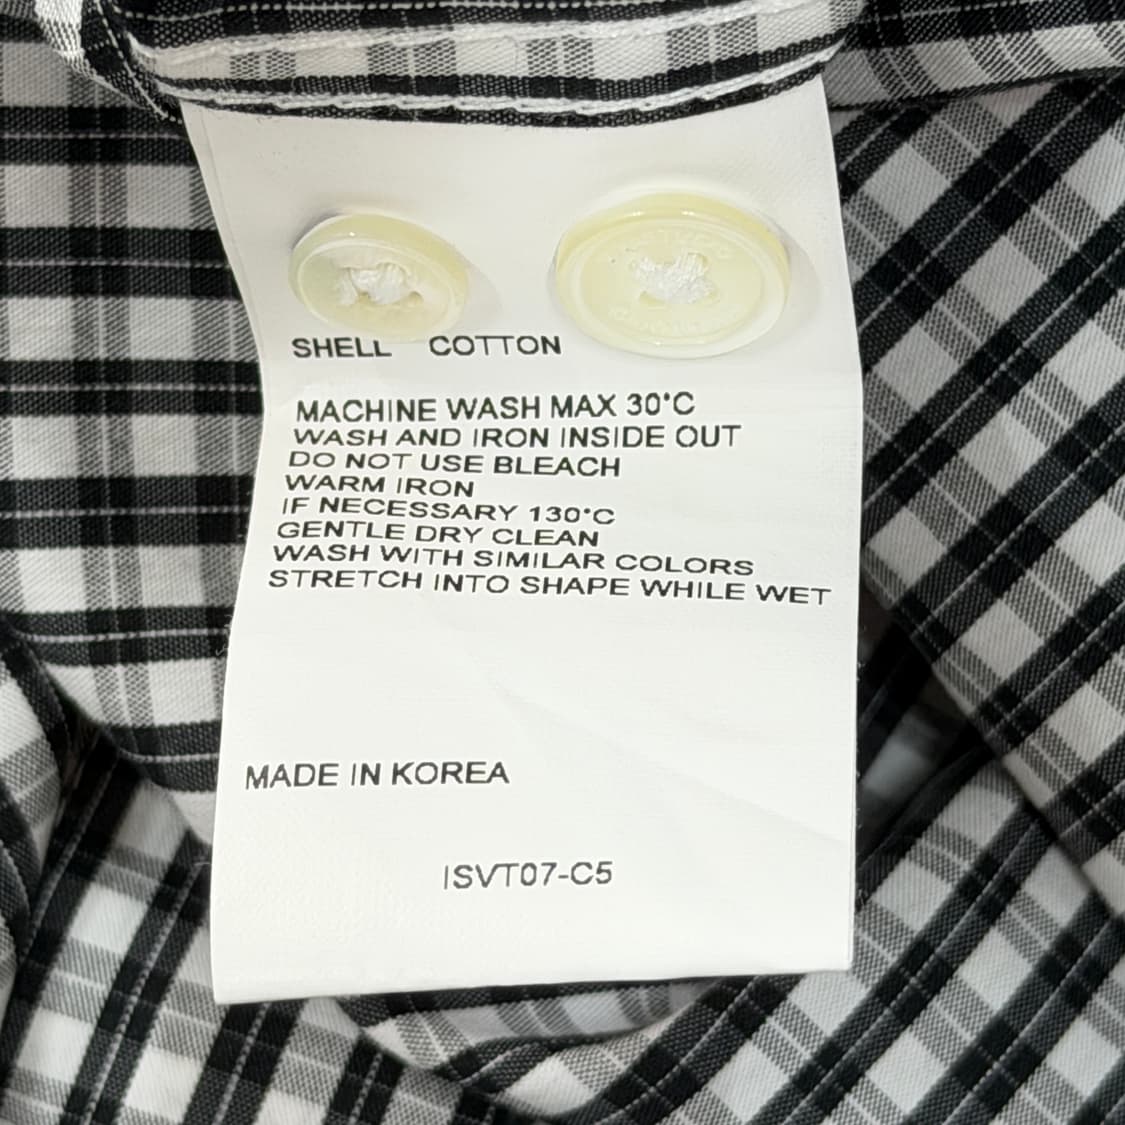 SHELL COTTON
MACHINE WASH MAX 30°C
WASH AND IRON INSIDE OUT
DO NOT USE BLEACH
WARM IRON
IF NECESSARY 130°C
GENTLE DRY CLEAN
WASH WITH SIMILAR COLORS
STRETCH INTO SHAPE WHILE WET
MADE IN KOREA
ISVT07-C5